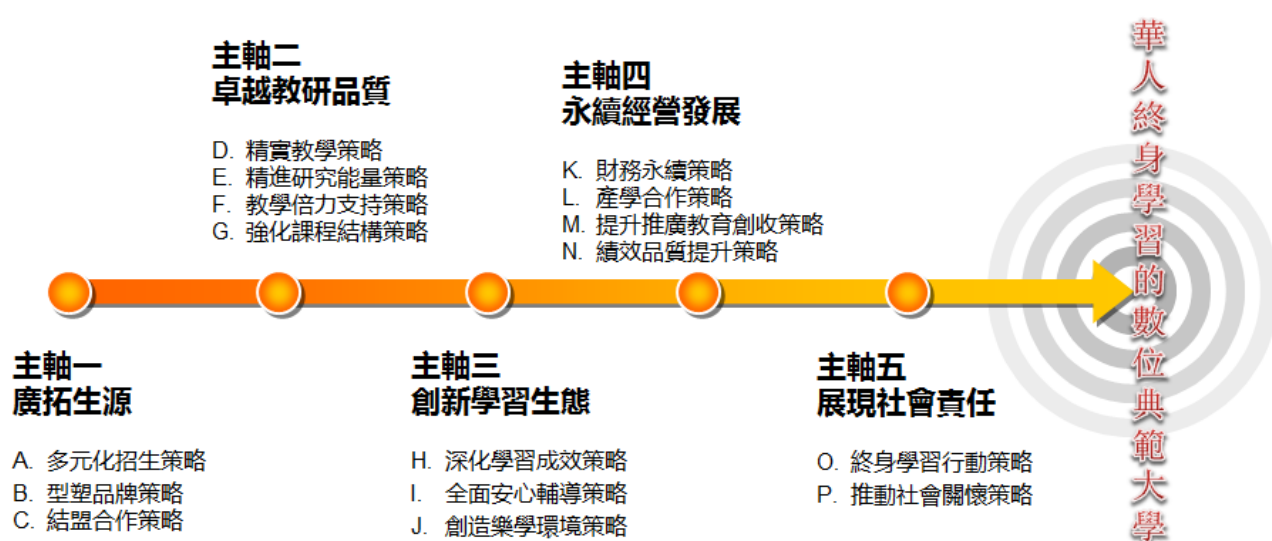 主軸一
廣拓生源
A. 多元化招生策略
B. 型塑品牌策略
C. 結盟合作策略
主軸二
卓越教研品質
D. 精實教學策略
E. 精進研究能量策略
F. 教學倍力支持策略
G. 強化課程結構策略
主軸三
創新學習生態
H. 深化學習成效策略
I. 全面安心輔導策略
J. 創造樂學環境策略
主軸四
永續經營發展
K. 財務永續策略
L. 產學合作策略
M. 提升推廣教育創收策略
N. 績效品質提升策略
主軸五
展現社會責任
O. 終身學習行動策略
P. 推動社會關懷策略
華人終身學習的數位典範大學